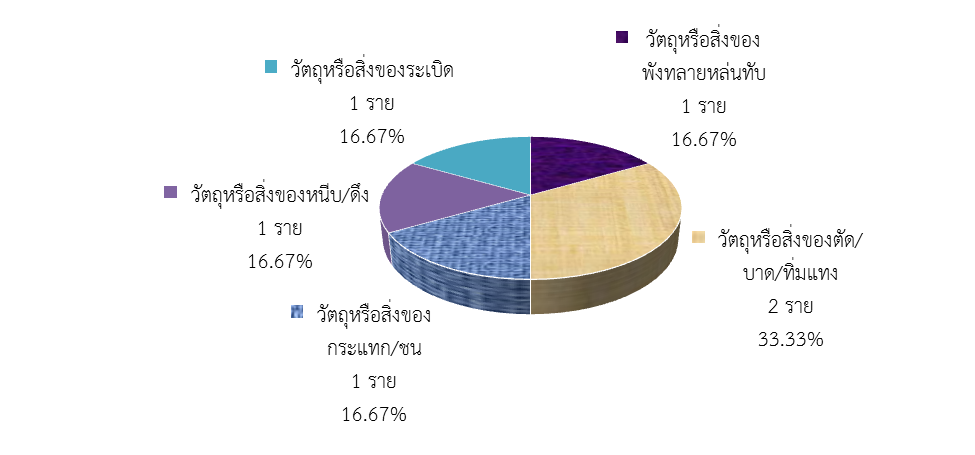 วัตถุหรือสิ่งของ
พังทลายหล่นทับ
1 ราย
16.67%
วัตถุหรือสิ่งของระเบิด
1 ราย
16.67%
วัตถุหรือสิ่งของหนีบ/ดึง
1 ราย
16.67%
วัตถุหรือสิ่งของตัด/
บาด/ทิ่มแทง
2 ราย
33.33%
วัตถุหรือสิ่งของ
กระแทก/ชน
1 ราย
16.67%